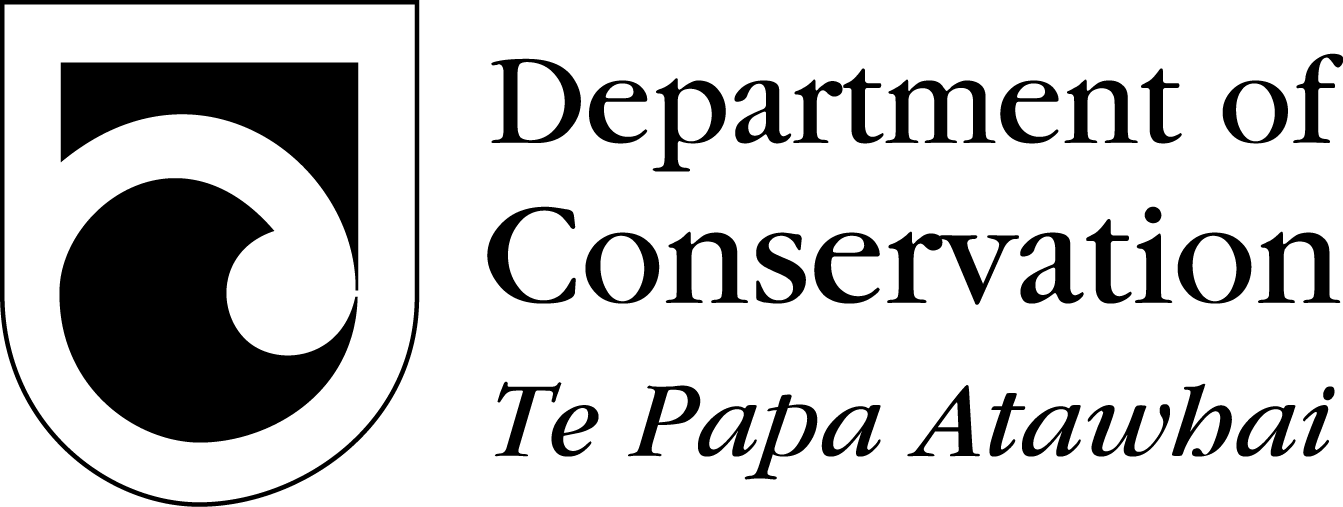 Department of
Conservation
Te Papa Atawhai